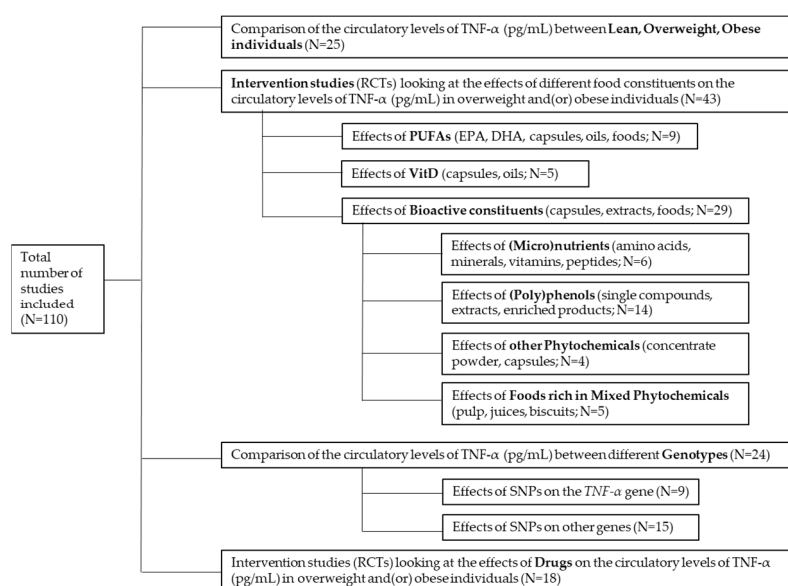 Comparison of the circulatory levels of TNF-α (pg/mL) between Lean, Overweight, Obese
individuals (N=25)
Intervention studies (RCTs) looking at the effects of different food constituents on the
circulatory levels of TNF-α (pg/mL) in overweight and(or) obese individuals (N=43)
Effects of PUFAs (EPA, DHA, capsules, oils, foods; N=9)
Effects of VitD (capsules, oils; N=5)
Effects of Bioactive constituents (capsules, extracts, foods; N=29)
Effects of (Micro)nutrients (amino acids,
minerals, vitamins, peptides; N=6)
Total
number of
studies
included
(N=110)
Effects of (Poly)phenols (single compounds,
extracts, enriched products; N=14)
Effects of other Phytochemicals (concentrate
powder, capsules; N=4)
Effects of Foods rich in Mixed Phytochemicals
(pulp, juices, biscuits; N=5)
Comparison of the circulatory levels of TNF-α (pg/mL) between different Genotypes (N=24)
Effects of SNPs on the TNF-α gene (N=9)
Effects of SNPs on other genes (N=15)
Intervention studies (RCTs) looking at the effects of Drugs on the circulatory levels of TNF-α
(pg/mL) in overweight and(or) obese individuals (N=18)